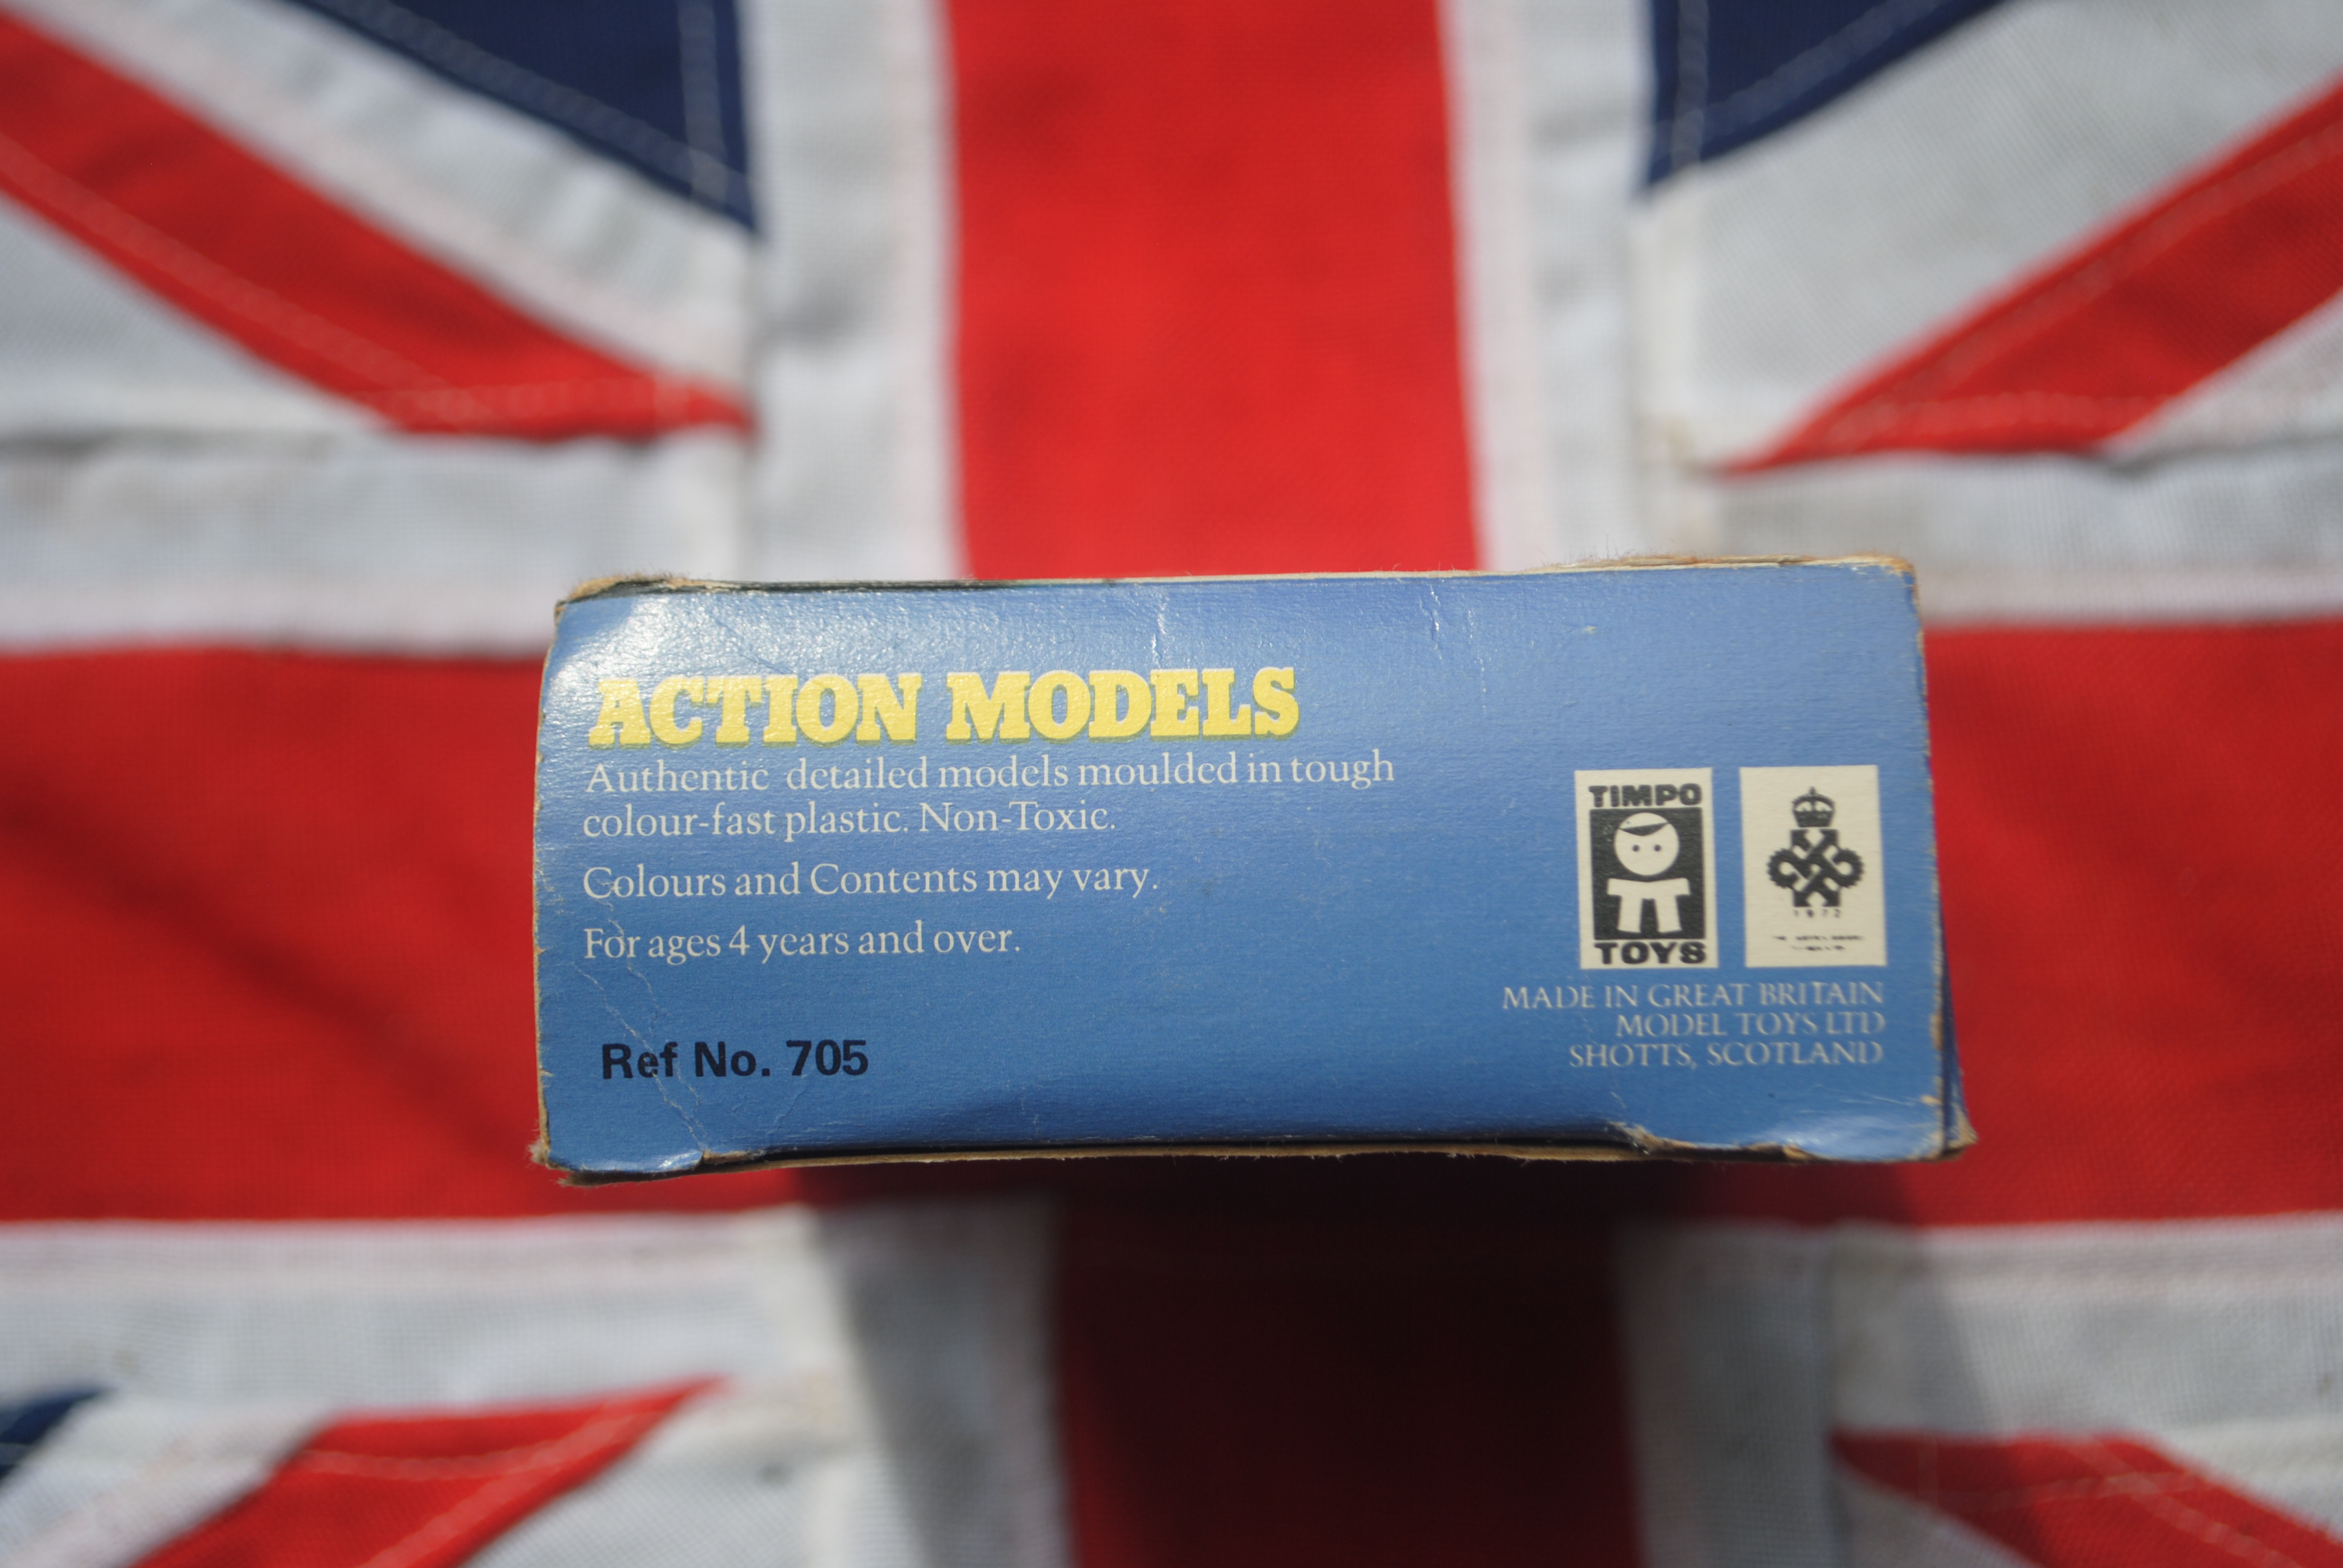 ACTION MODELS
Authentic detailed models moulded in tough
colour-fast plastic. Non-Toxic.
Colours and Contents may vary.
For ages 4 years and over.
Ref No. 705
TIMPO
TOYS
1972
MADE IN GREAT BRITAIN
MODEL TOYS LTD
SHOTTS, SCOTLAND